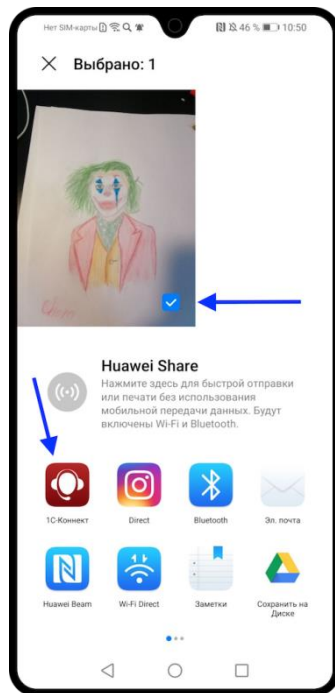 Нет SIM-карты
46 %
10:50
Выбрано: 1
Huawei Share
Нажмите здесь для быстрой отправки
или печати без использования
мобильной передачи данных. Будут
включены Wi-Fi и Bluetooth.
1С-Коннект
Direct
Bluetooth
Эл. почта
Huawei Beam
Wi-Fi Direct
Заметки
Сохранить на
Диске